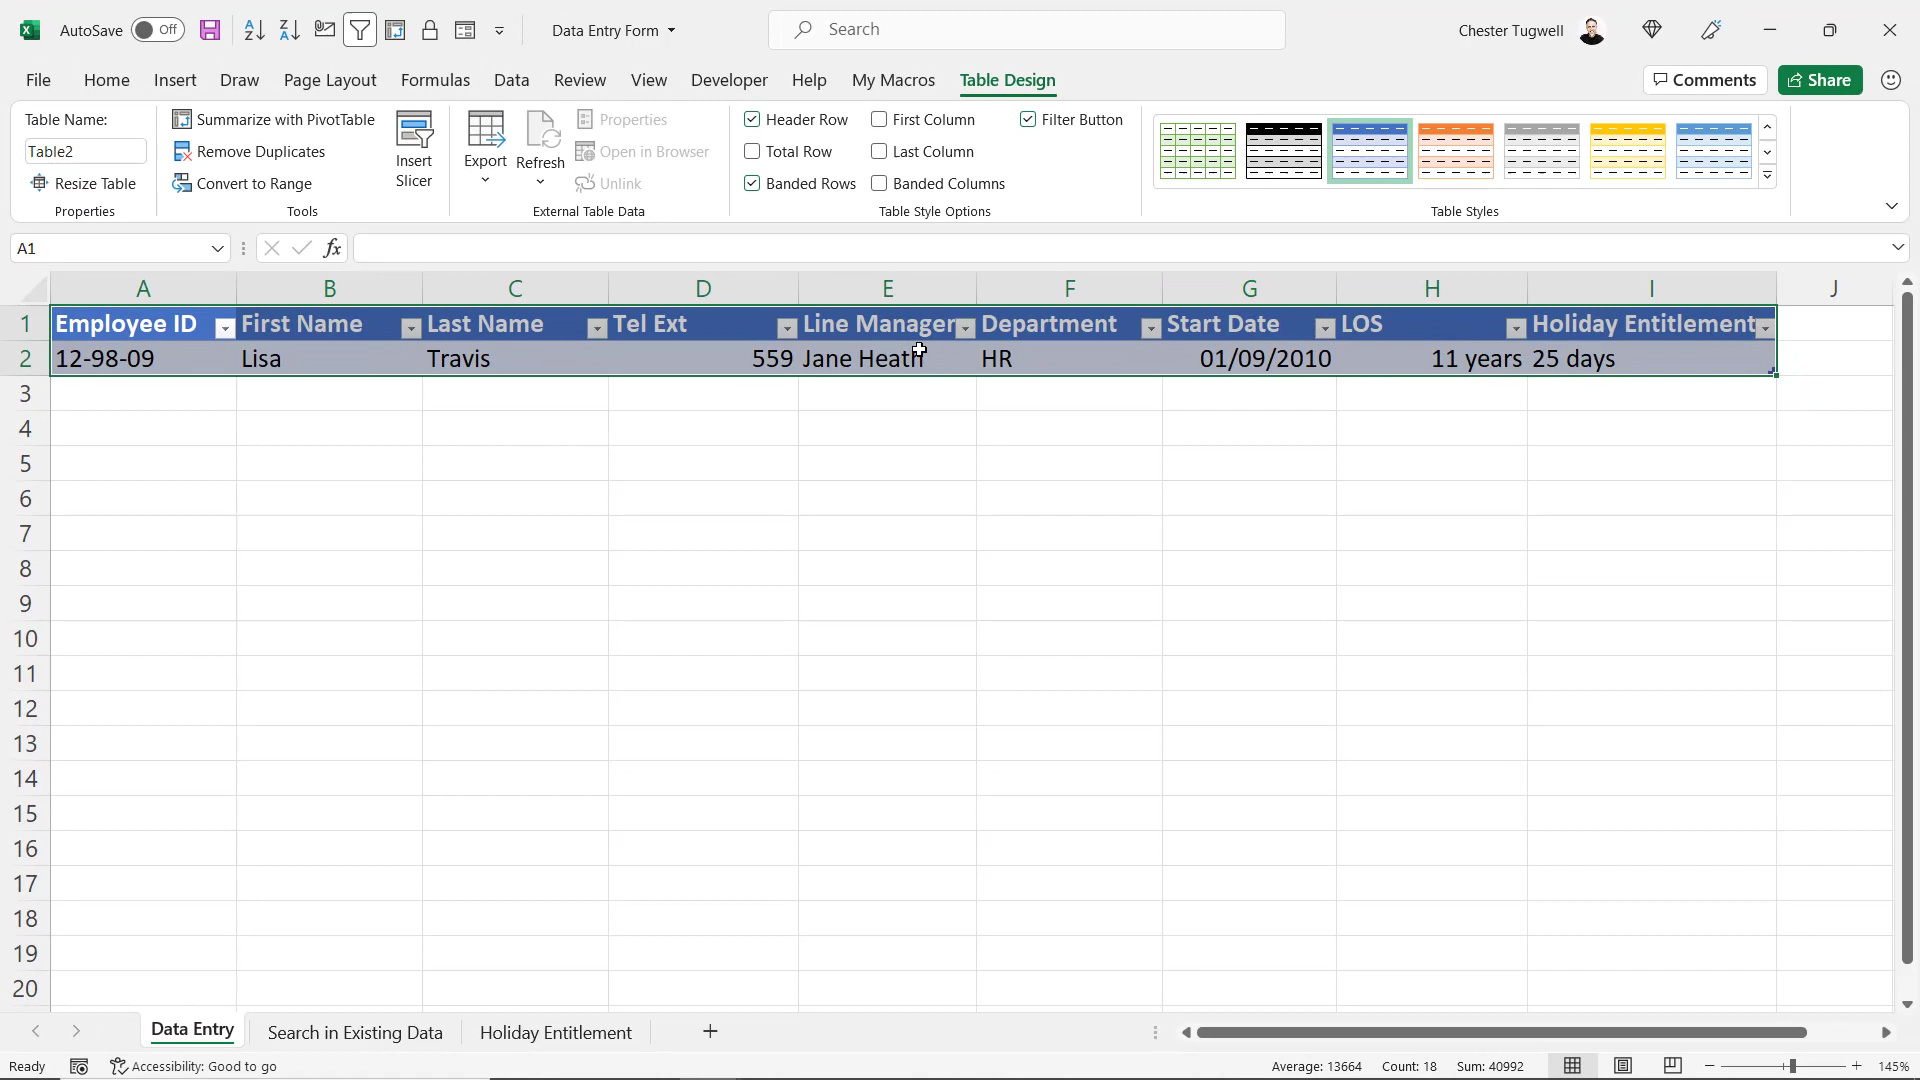 AutoSave Off Data Entry Form Search Chester Tugwell
File Home Insert Draw Page Layout Formulas Data Review View Developer Help My Macros Table Design Comments Share
Table Name:
Table2
Resize Table
Properties
Summarize with PivotTable
Remove Duplicates
Convert to Range
Tools
Insert
Slicer
Export
Refresh
Properties
Open in Browser
Unlink
External Table Data
Header Row First Column Filter Button
Total Row Last Column
Banded Rows Banded Columns
Table Style Options
Table Styles
A1 fx
A B C D E F G H I J
1 Employee ID First Name Last Name Tel Ext Line Manager Department Start Date LOS Holiday Entitlement
2 12-98-09 Lisa Travis 559 Jane Heath HR 01/09/2010 11 years 25 days
3
4
5
6
7
8
9
10
11
12
13
14
15
16
17
18
19
20
Data Entry Search in Existing Data Holiday Entitlement
Ready Accessibility: Good to go Average: 13664 Count: 18 Sum: 40992 145%